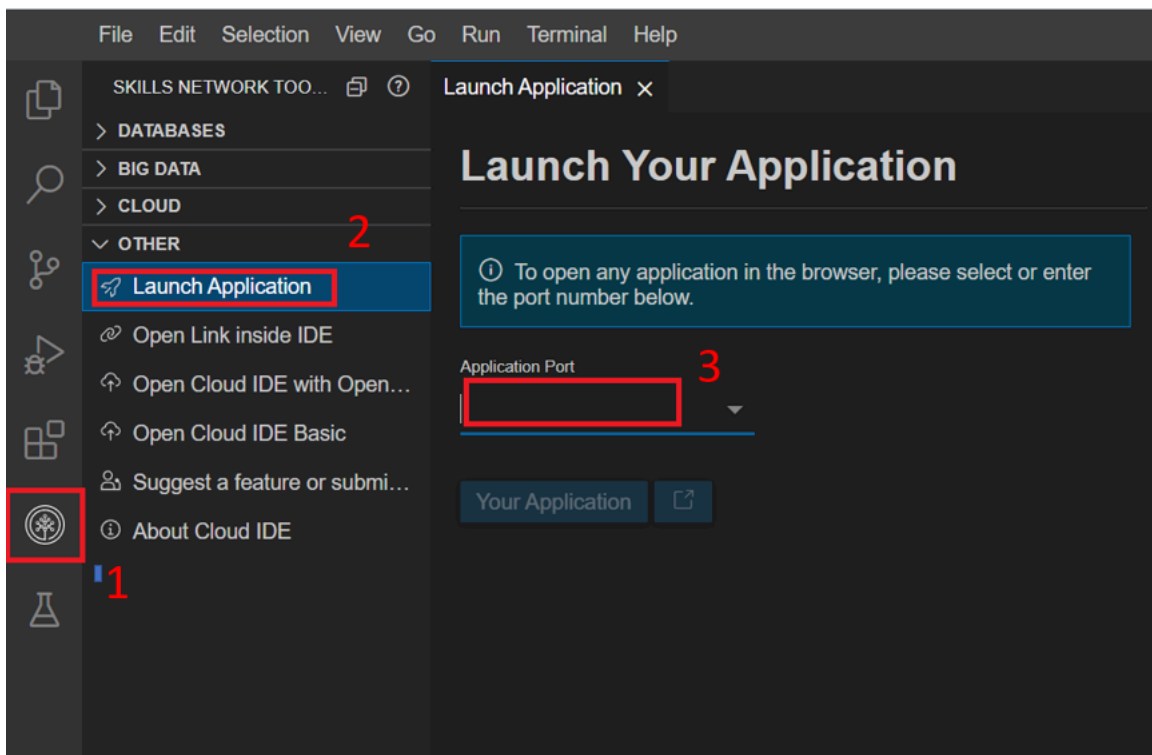 File Edit Selection View Go Run Terminal Help
SKILLS NETWORK TOO...
Launch Application
DATABASES
BIG DATA
CLOUD
2
OTHER
Launch Application
Open Link inside IDE
Open Cloud IDE with Open...
Open Cloud IDE Basic
Suggest a feature or submi...
About Cloud IDE
1
Launch Your Application
To open any application in the browser, please select or enter
the port number below.
Application Port
3
Your Application